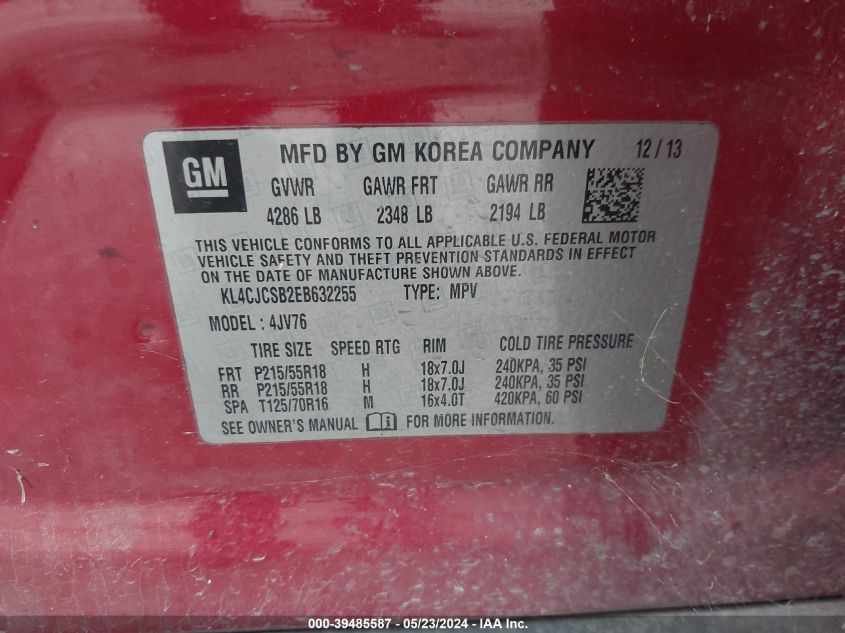 GM
MFD BY GM KOREA COMPANY 12 / 13
GVWR GAWR FRT GAWR RR
4286 LB 2348 LB 2194 LB
THIS VEHICLE CONFORMS TO ALL APPLICABLE U.S. FEDERAL MOTOR
VEHICLE SAFETY AND THEFT PREVENTION STANDARDS IN EFFECT
ON THE DATE OF MANUFACTURE SHOWN ABOVE.
KL4CJCSB2EB632255 TYPE: MPV
MODEL : 4JV76
TIRE SIZE SPEED RTG RIM COLD TIRE PRESSURE
FRT P215/55R18 H 18x7.0J 240KPA, 35 PSI
RR P215/55R18 H 18x7.0J 240KPA, 35 PSI
SPA T125/70R16 M 16x4.0T 420KPA, 60 PSI
SEE OWNER'S MANUAL FOR MORE INFORMATION.
000-39485587 - 05/23/2024 - IAA Inc.